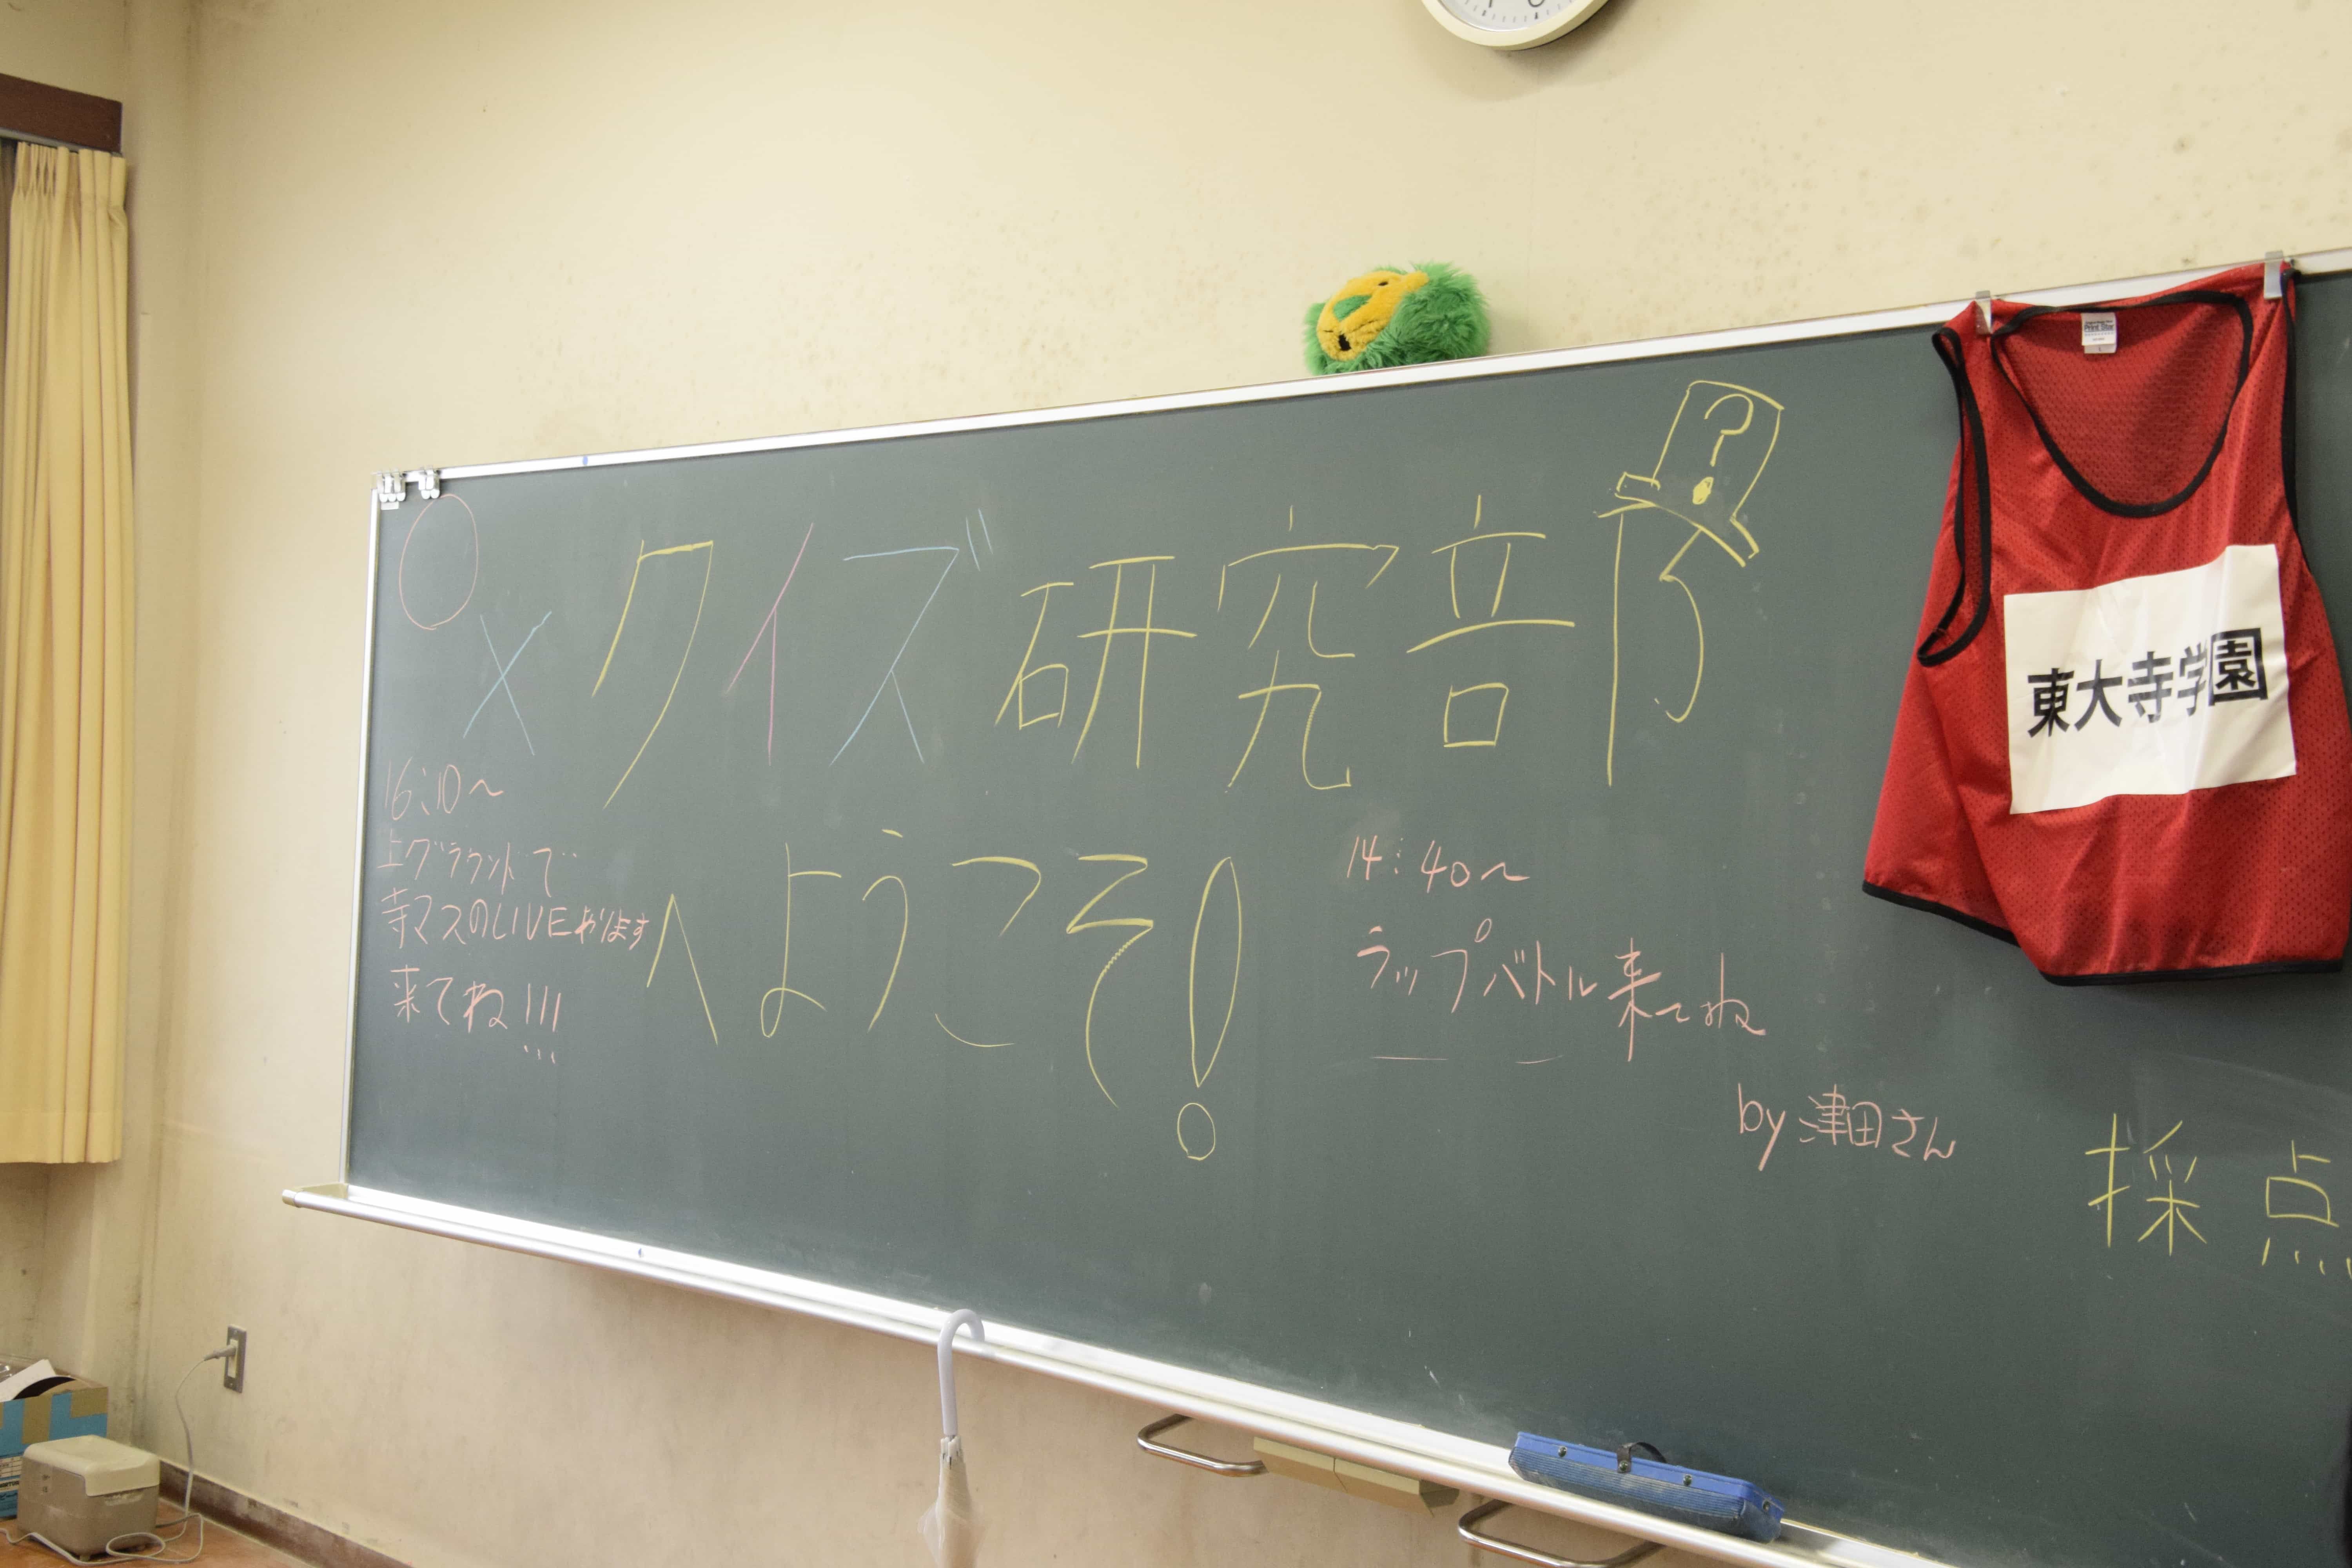 ○×クイズ研究部
?
へようこそ!
16:10～
上グラウンドで
寺マスのLIVEやります
来てね!!!
14:40～
ラップバトル来てね
by 津田さん
東大寺学園
Print Star
採点